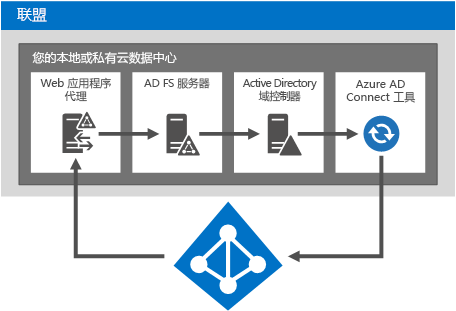 联盟
您的本地或私有云数据中心
Web 应用程序
代理
AD FS 服务器
Active Directory
域控制器
Azure AD
Connect 工具